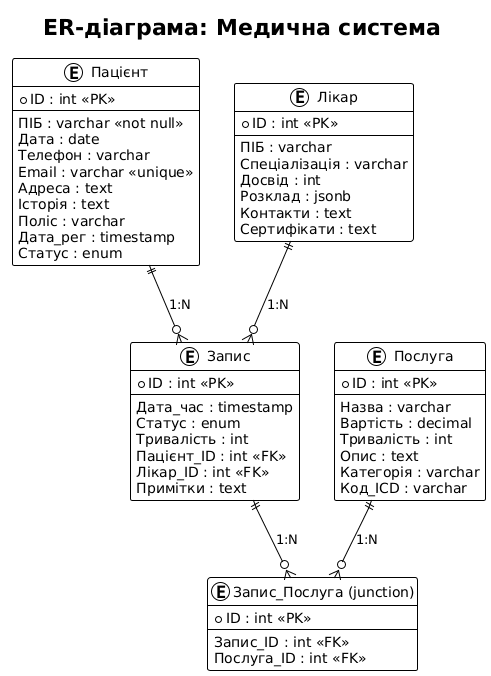 ER-діаграма: Медична система
E Пацієнт
ID : int «PK»
ПІБ : varchar «not null»
Дата : date
Телефон : varchar
Email : varchar «unique»
Адреса : text
Історія : text
Поліс : varchar
Дата_рег : timestamp
Статус : enum
E Лікар
ID : int «PK»
ПІБ : varchar
Спеціалізація : varchar
Досвід : int
Розклад : jsonb
Контакти : text
Сертифікати : text
1:N
1:N
E Запис
ID : int «PK»
Дата_час : timestamp
Статус : enum
Тривалість : int
Пацієнт_ID : int «FK»
Лікар_ID : int «FK»
Примітки : text
E Послуга
ID : int «PK»
Назва : varchar
Вартість : decimal
Тривалість : int
Опис : text
Категорія : varchar
Код_ICD : varchar
1:N
1:N
E Запис_Послуга (junction)
ID : int «PK»
Запис_ID : int «FK»
Послуга_ID : int «FK»